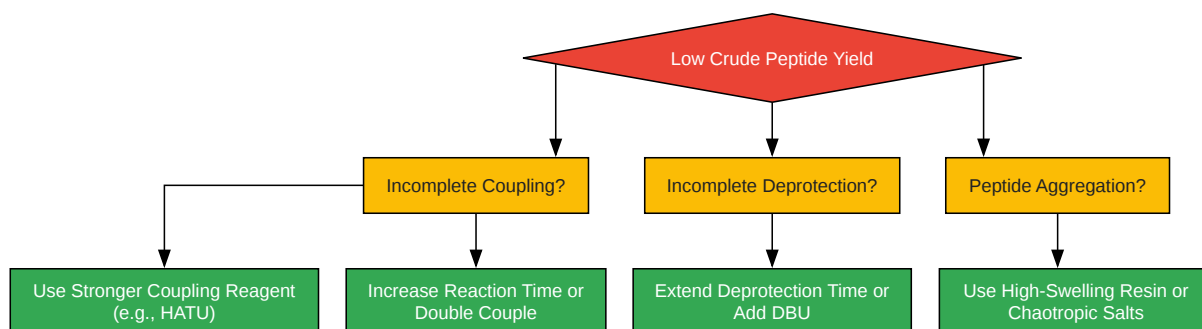 Low Crude Peptide Yield
Incomplete Coupling?
Incomplete Deprotection?
Peptide Aggregation?
Use Stronger Coupling Reagent
(e.g., HATU)
Increase Reaction Time or
Double Couple
Extend Deprotection Time or
Add DBU
Use High-Swelling Resin or
Chaotropic Salts